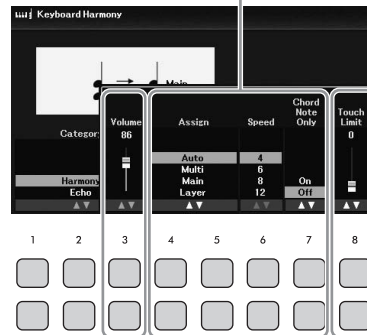 Keyboard Harmony
Main
Category
Volume
86
Assign
Speed
Chord
Note
Only
Touch
Limit
0
Auto
Multi
Main
Layer
4
6
8
12
Harmony
Echo
On
Off
1 2 3 4 5 6 7 8